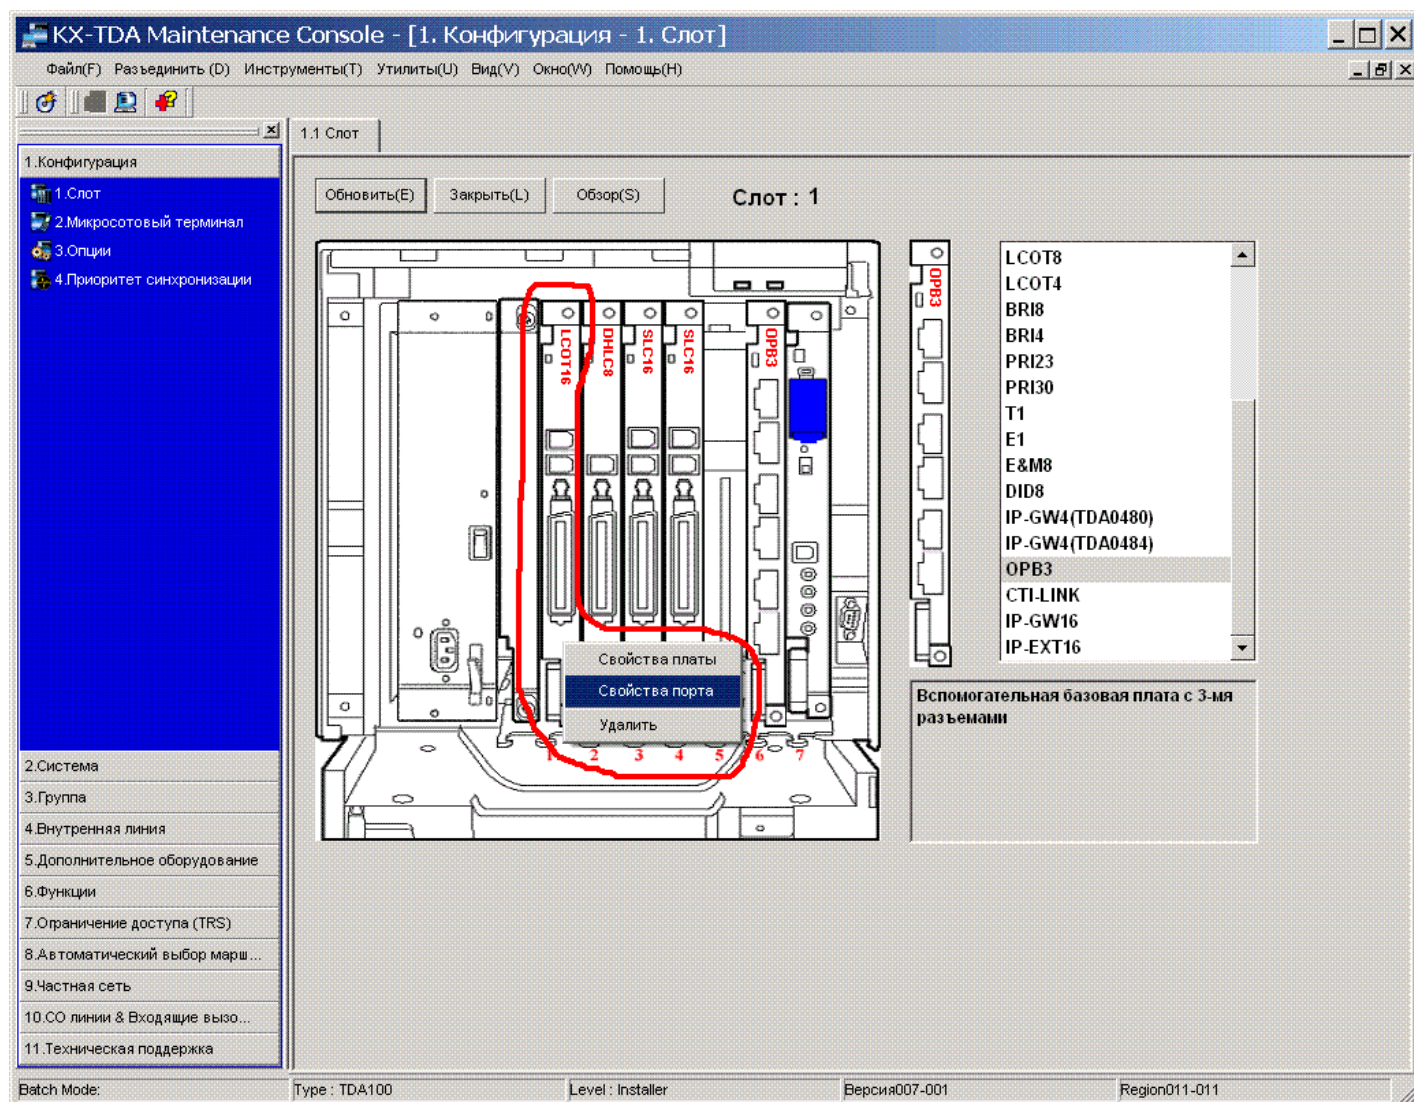 KX-TDA Maintenance Console - [1. Конфигурация - 1. Слот]
Файл(F) Разъединить (D) Инструменты(T) Утилиты(U) Вид(V) Окно(W) Помощь(H)
1.1 Слот
1.Конфигурация
1.Слот
2.Микросотовый терминал
3.Опции
4.Приоритет синхронизации
2.Система
3.Группа
4.Внутренняя линия
5.Дополнительное оборудование
6.Функции
7.Ограничение доступа (TRS)
8.Автоматический выбор марш...
9.Частная сеть
10.CO линии & Входящие вызо...
11.Техническая поддержка
Обновить(E) Закрыть(L) Обзор(S) Слот : 1
LCOT16 DHLC8 SLC16 SLC16 OPB3
Свойства платы
Свойства порта
Удалить
1 2 3 4 5 6 7
OPB3
LCOT8
LCOT4
BRI8
BRI4
PRI23
PRI30
T1
E1
E&M8
DID8
IP-GW4(TDA0480)
IP-GW4(TDA0484)
OPB3
CTI-LINK
IP-GW16
IP-EXT16
Вспомогательная базовая плата с 3-мя
разъемами
Batch Mode: Type : TDA100 Level : Installer Версия007-001 Region011-011